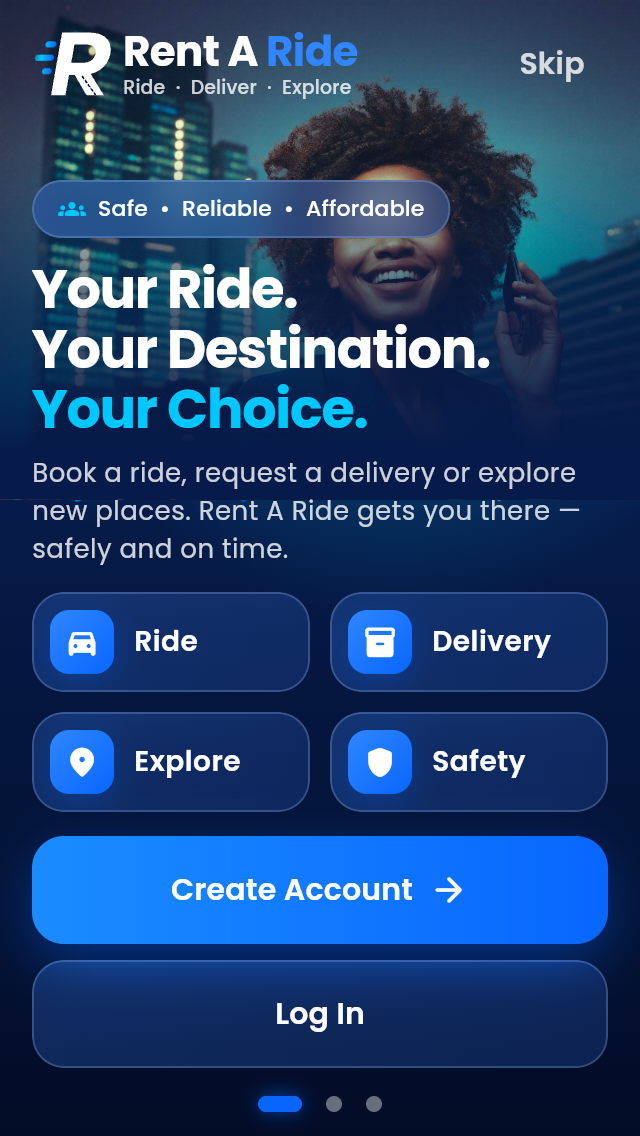 Rent A Ride
Ride · Deliver · Explore
Skip
Safe • Reliable • Affordable
Your Ride.
Your Destination.
Your Choice.
Book a ride, request a delivery or explore
new places. Rent A Ride gets you there —
safely and on time.
Ride
Delivery
Explore
Safety
Create Account →
Log In